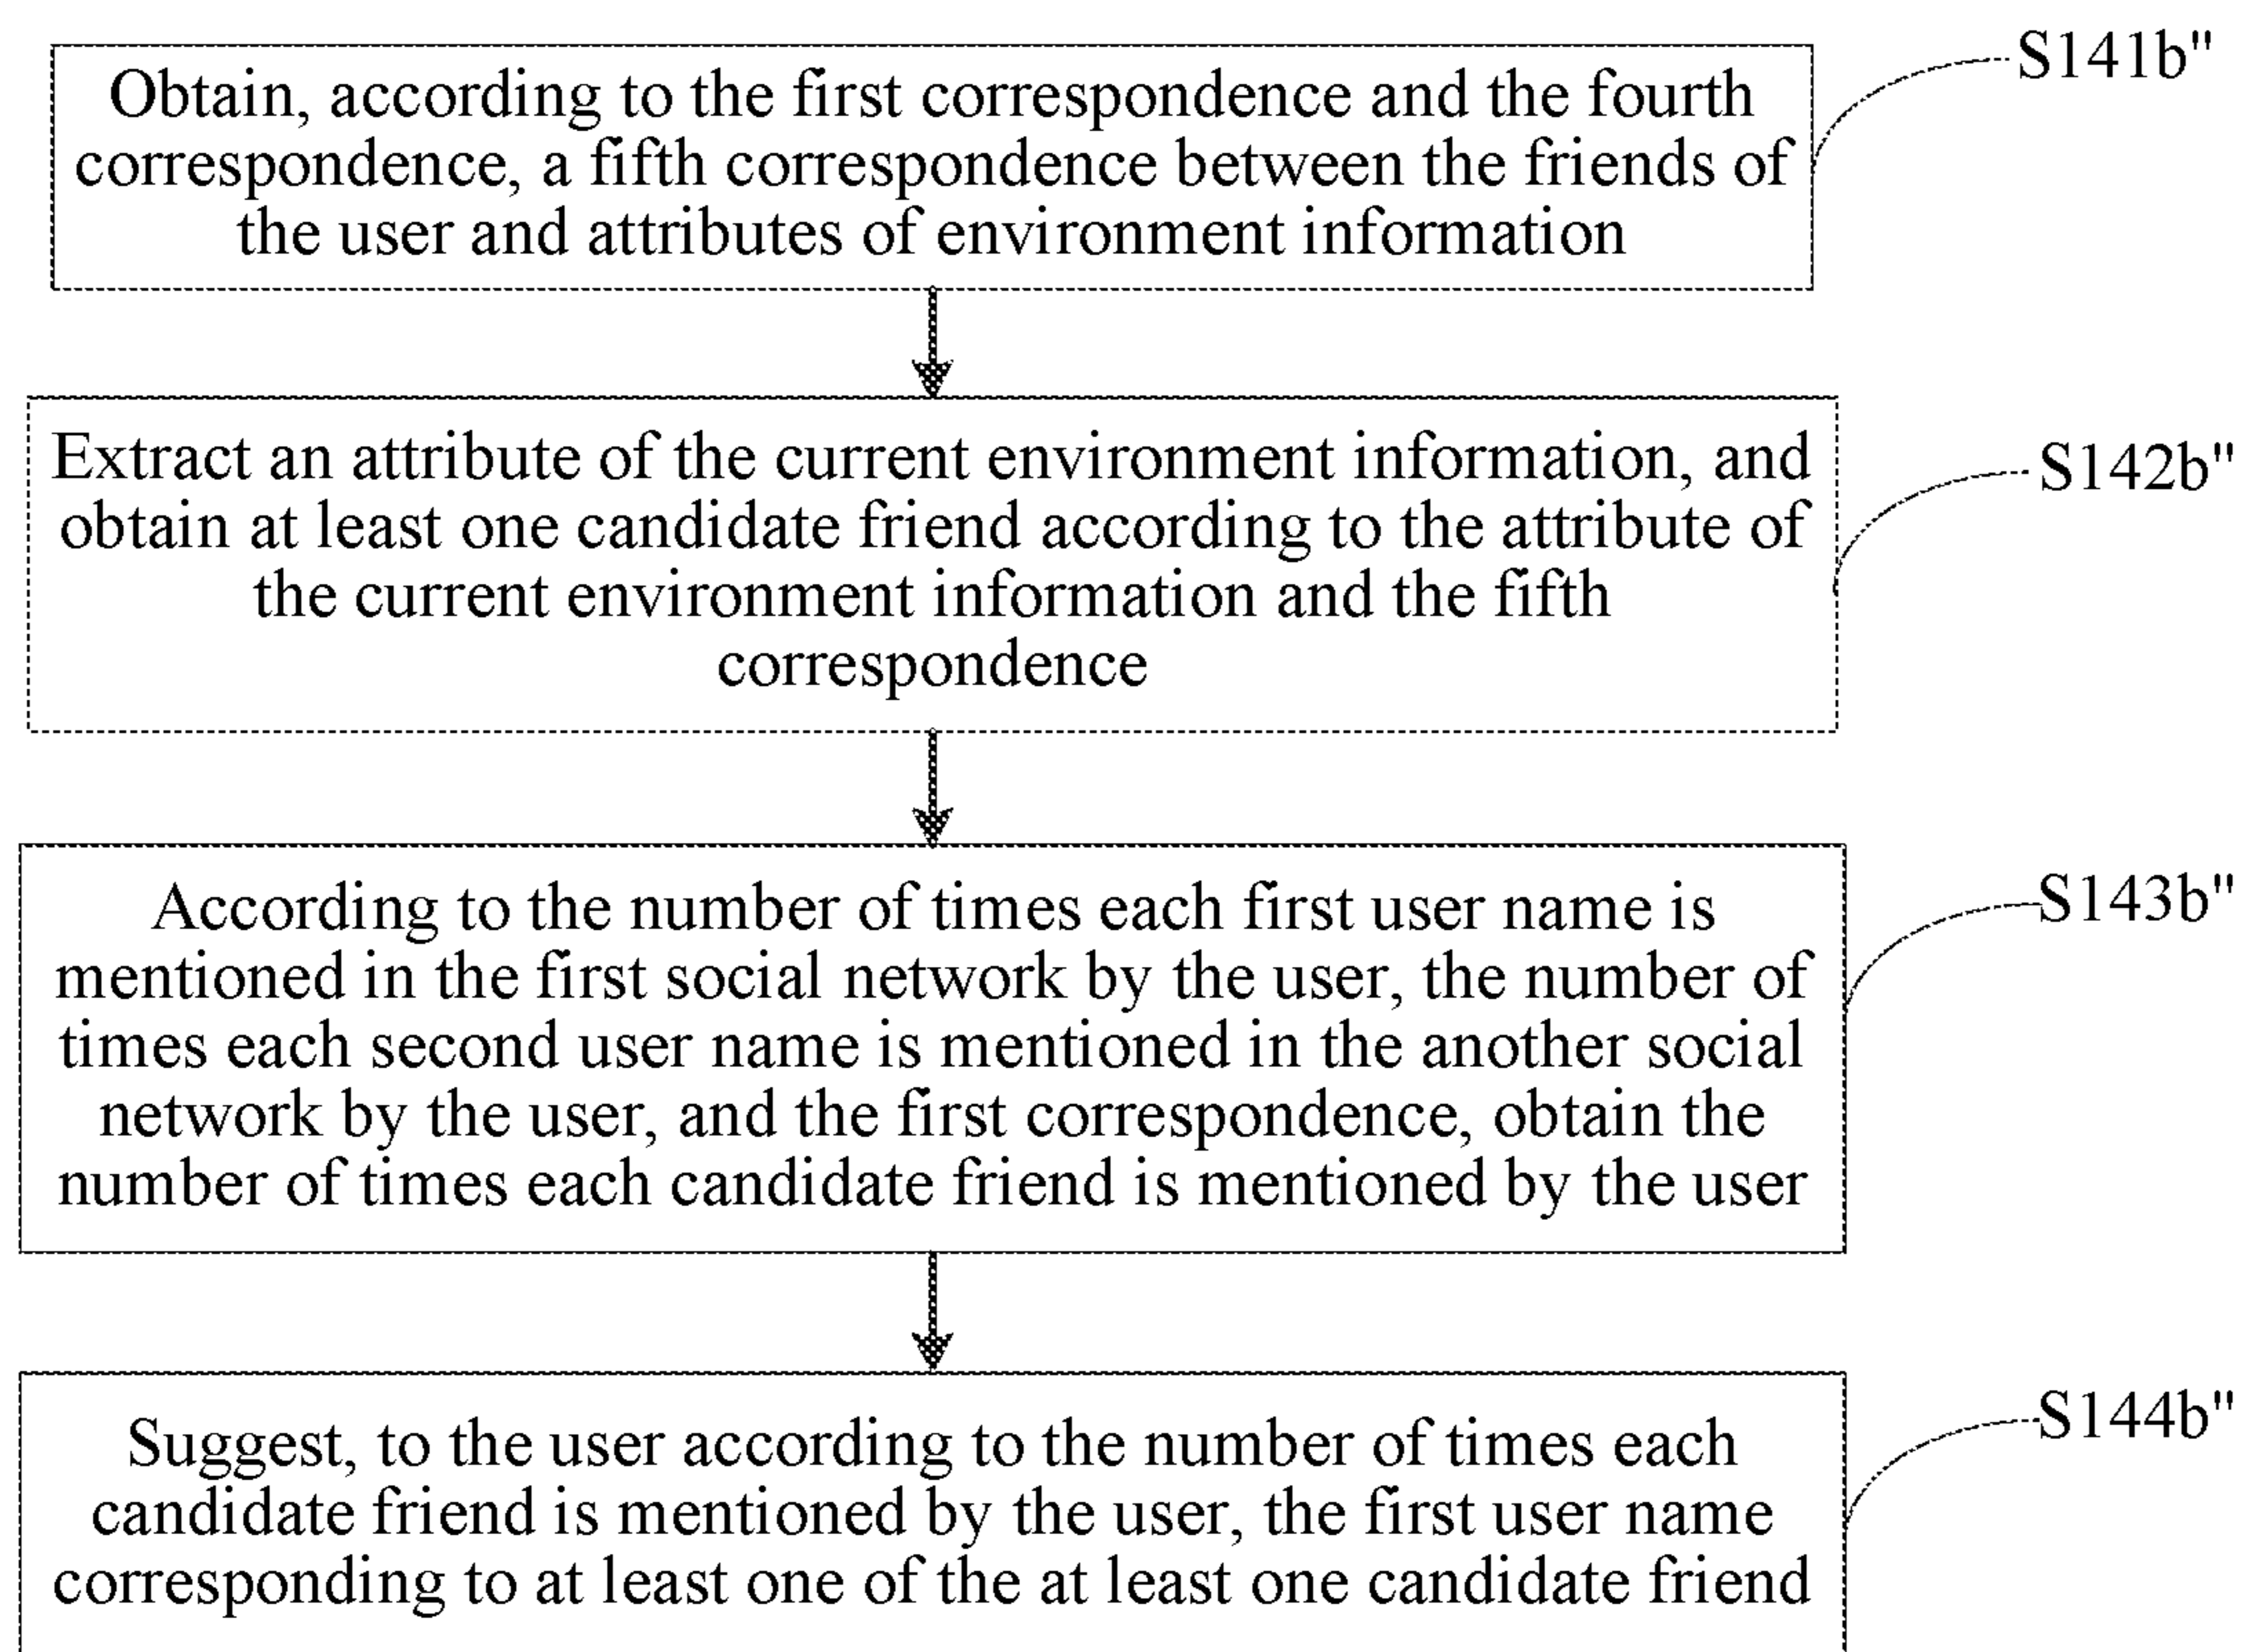 S141b"
Obtain, according to the first correspondence and the fourth
correspondence, a fifth correspondence between the friends of
the user and attributes of environment information
S142b"
Extract an attribute of the current environment information, and
obtain at least one candidate friend according to the attribute of
the current environment information and the fifth
correspondence
S143b"
According to the number of times each first user name is
mentioned in the first social network by the user, the number of
times each second user name is mentioned in the another social
network by the user, and the first correspondence, obtain the
number of times each candidate friend is mentioned by the user
S144b"
Suggest, to the user according to the number of times each
candidate friend is mentioned by the user, the first user name
corresponding to at least one of the at least one candidate friend